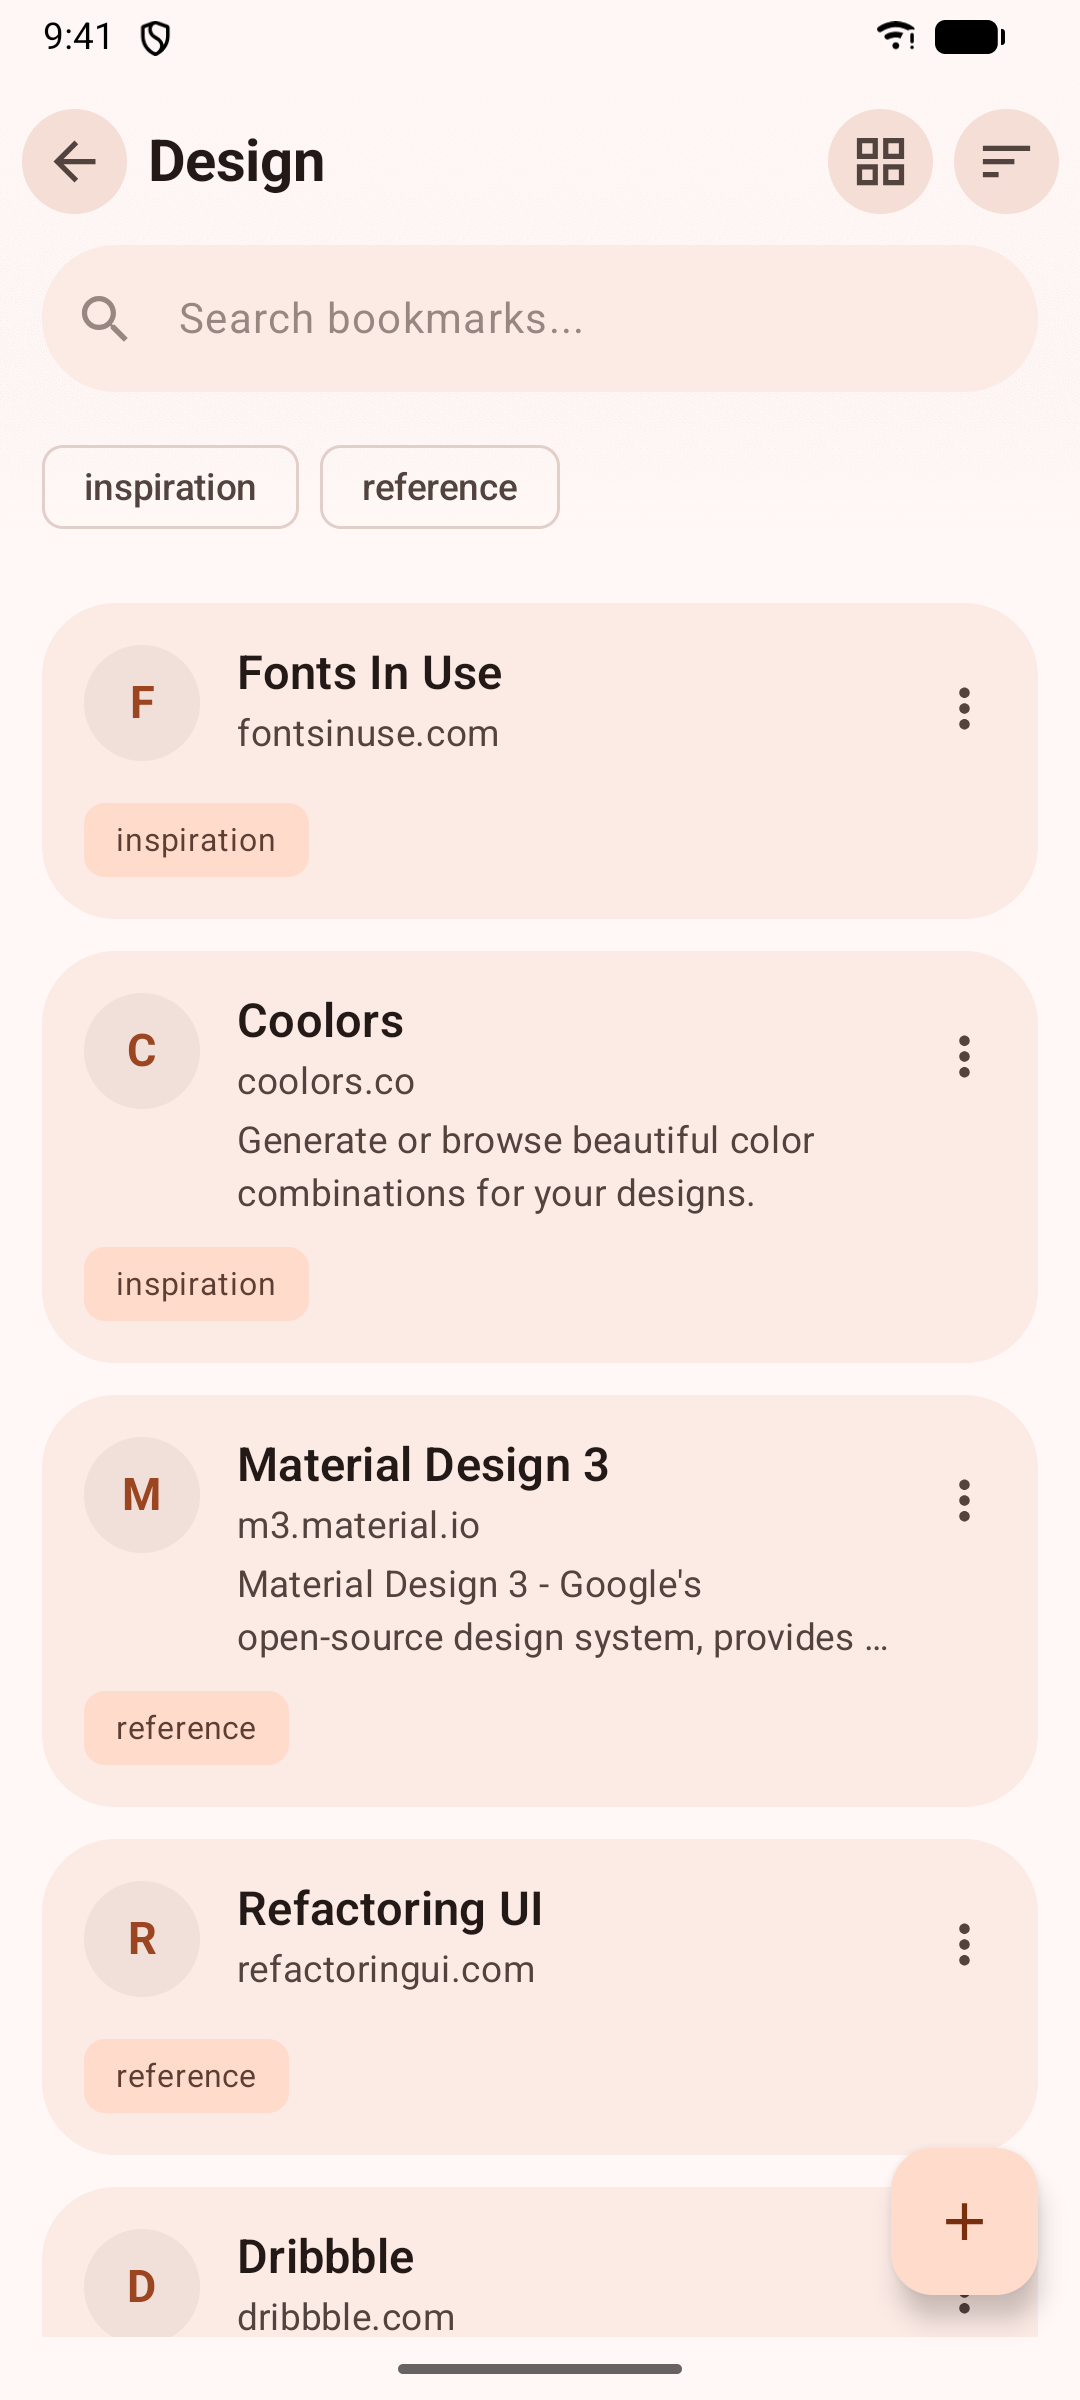 9:41
Design
Search bookmarks...
inspiration
reference
F
Fonts In Use
fontsinuse.com
inspiration
C
Coolors
coolors.co
Generate or browse beautiful color
combinations for your designs.
inspiration
M
Material Design 3
m3.material.io
Material Design 3 - Google's
open-source design system, provides ...
reference
R
Refactoring UI
refactoringui.com
reference
D
Dribbble
dribbble.com